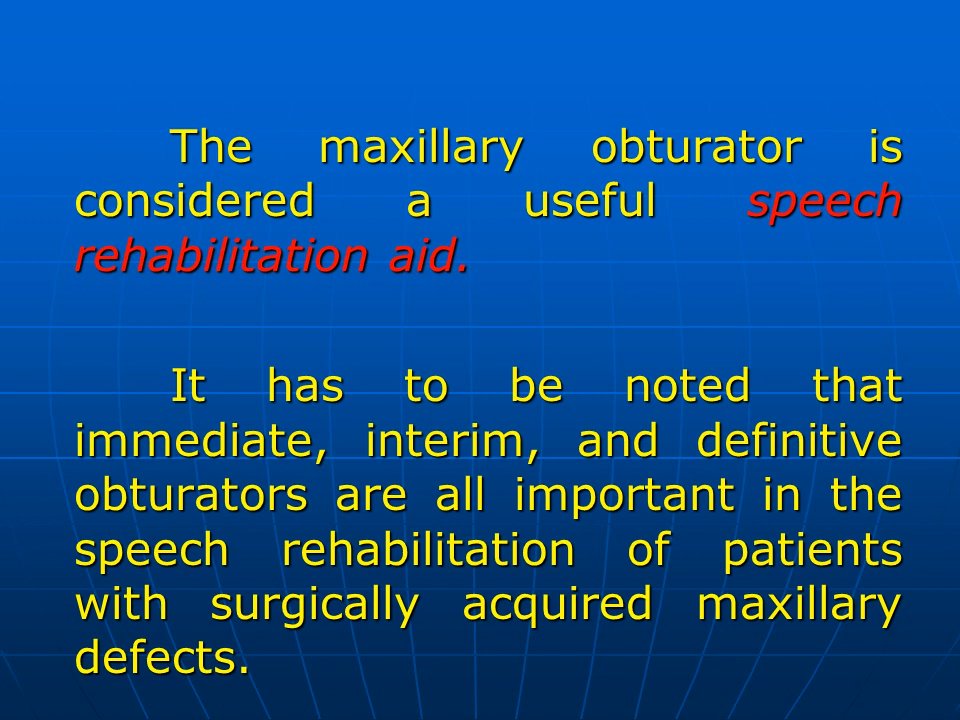 The maxillary obturator is
considered a useful speech
rehabilitation aid.
It has to be noted that
immediate, interim, and definitive
obturators are all important in the
speech rehabilitation of patients
with surgically acquired maxillary
defects.